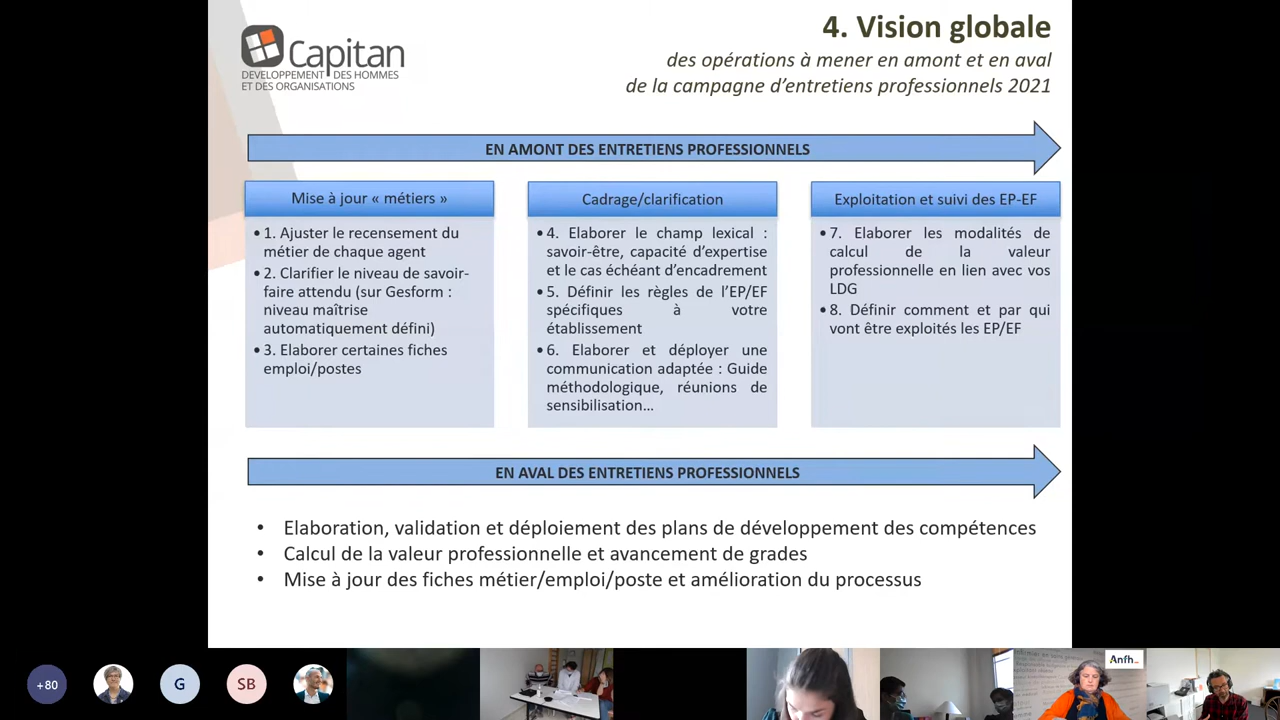 4. Vision globale
des opérations à mener en amont et en aval
de la campagne d'entretiens professionnels 2021
Capitan
DEVELOPPEMENT DES HOMMES
ET DES ORGANISATIONS
EN AMONT DES ENTRETIENS PROFESSIONNELS
Mise à jour « métiers »
• 1. Ajuster le recensement du
métier de chaque agent
• 2. Clarifier le niveau de savoir-
faire attendu (sur Gesform :
niveau maîtrise
automatiquement défini)
• 3. Elaborer certaines fiches
emploi/postes
Cadrage/clarification
• 4. Elaborer le champ lexical :
savoir-être, capacité d'expertise
et le cas échéant d'encadrement
• 5. Définir les règles de l'EP/EF
spécifiques à votre
établissement
• 6. Elaborer et déployer une
communication adaptée : Guide
méthodologique, réunions de
sensibilisation…
Exploitation et suivi des EP-EF
• 7. Elaborer les modalités de
calcul de la valeur
professionnelle en lien avec vos
LDG
• 8. Définir comment et par qui
vont être exploités les EP/EF
EN AVAL DES ENTRETIENS PROFESSIONNELS
• Elaboration, validation et déploiement des plans de développement des compétences
• Calcul de la valeur professionnelle et avancement de grades
• Mise à jour des fiches métier/emploi/poste et amélioration du processus
+80
G
SB
Anfh